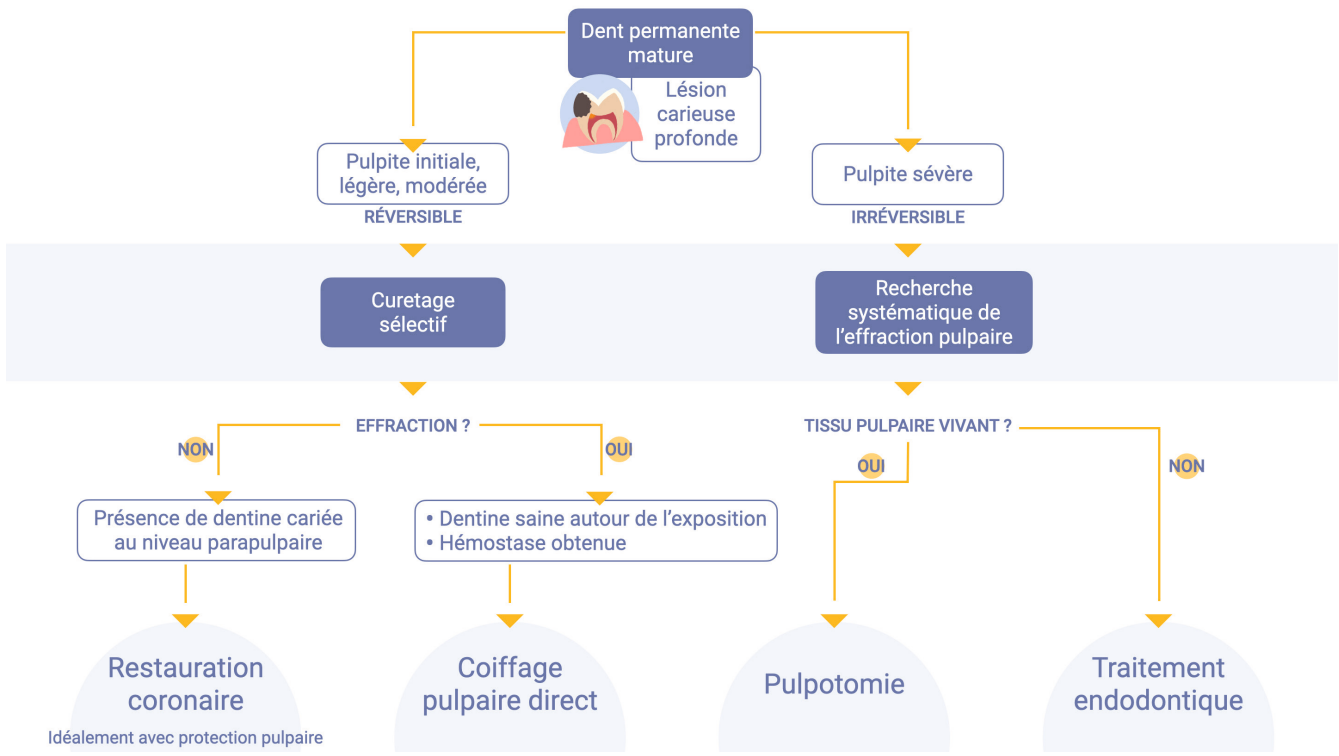 Dent permanente
mature
Lésion
carieuse
profonde
Pulpite initiale,
légère, modérée
RÉVERSIBLE
Pulpite sévère
IRRÉVERSIBLE
Curetage
sélectif
Recherche
systématique de
l’effraction pulpaire
EFFRACTION ?
NON
OUI
TISSU PULPAIRE VIVANT ?
OUI
NON
Présence de dentine cariée
au niveau parapulpaire
• Dentine saine autour de l’exposition
• Hémostase obtenue
Restauration
coronaire
Idéalement avec protection pulpaire
Coiffage
pulpaire direct
Pulpotomie
Traitement
endodontique